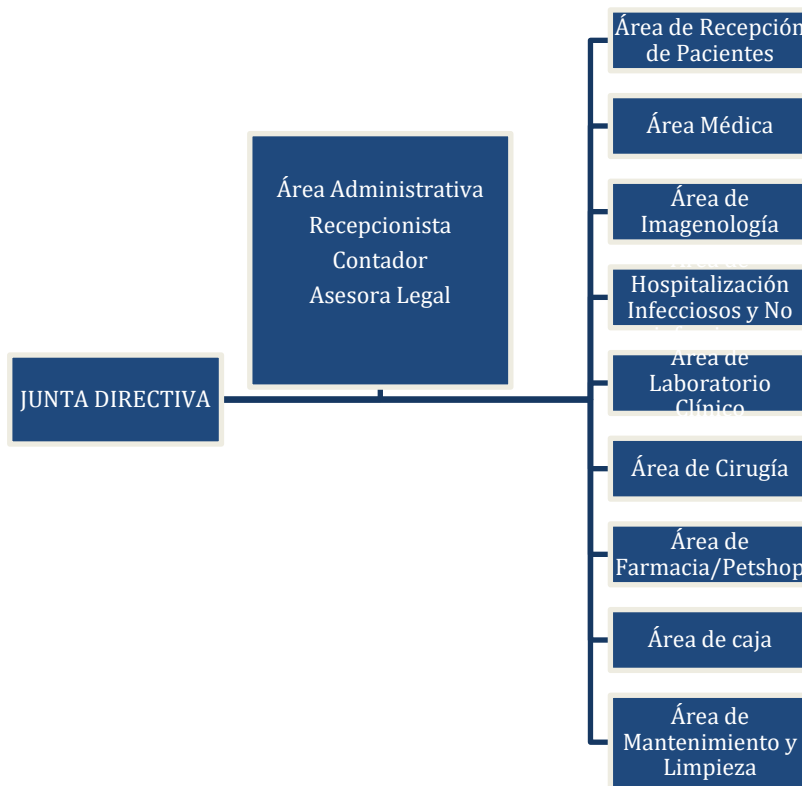 JUNTA DIRECTIVA
Área Administrativa
Recepcionista
Contador
Asesora Legal
Área de Recepción
de Pacientes
Área Médica
Área de
Imagenología
Hospitalización
Infecciosos y No
Área de
Laboratorio
Clínico
Área de Cirugía
Área de
Farmacia/Petshop
Área de caja
Área de
Mantenimiento y
Limpieza